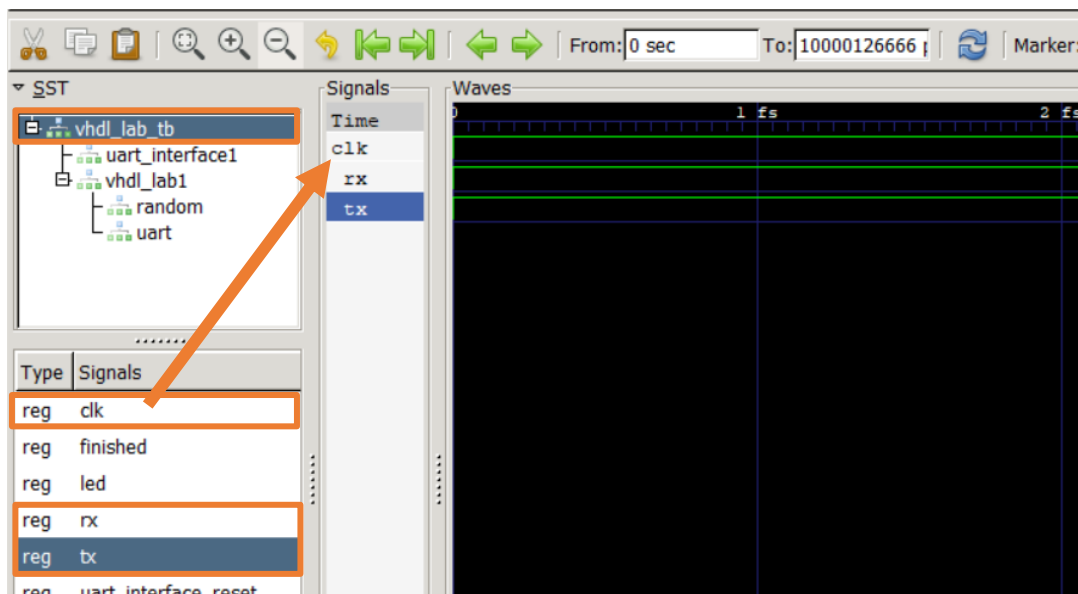 From: 0 sec To: 10000126666 p Marker:
SST
vhdl_lab_tb
uart_interface1
vhdl_lab1
random
uart
Type Signals
reg clk
reg finished
reg led
reg rx
reg tx
reg uart_interface_reset
Signals
Time
clk
rx
tx
Waves
0 1 fs 2 fs